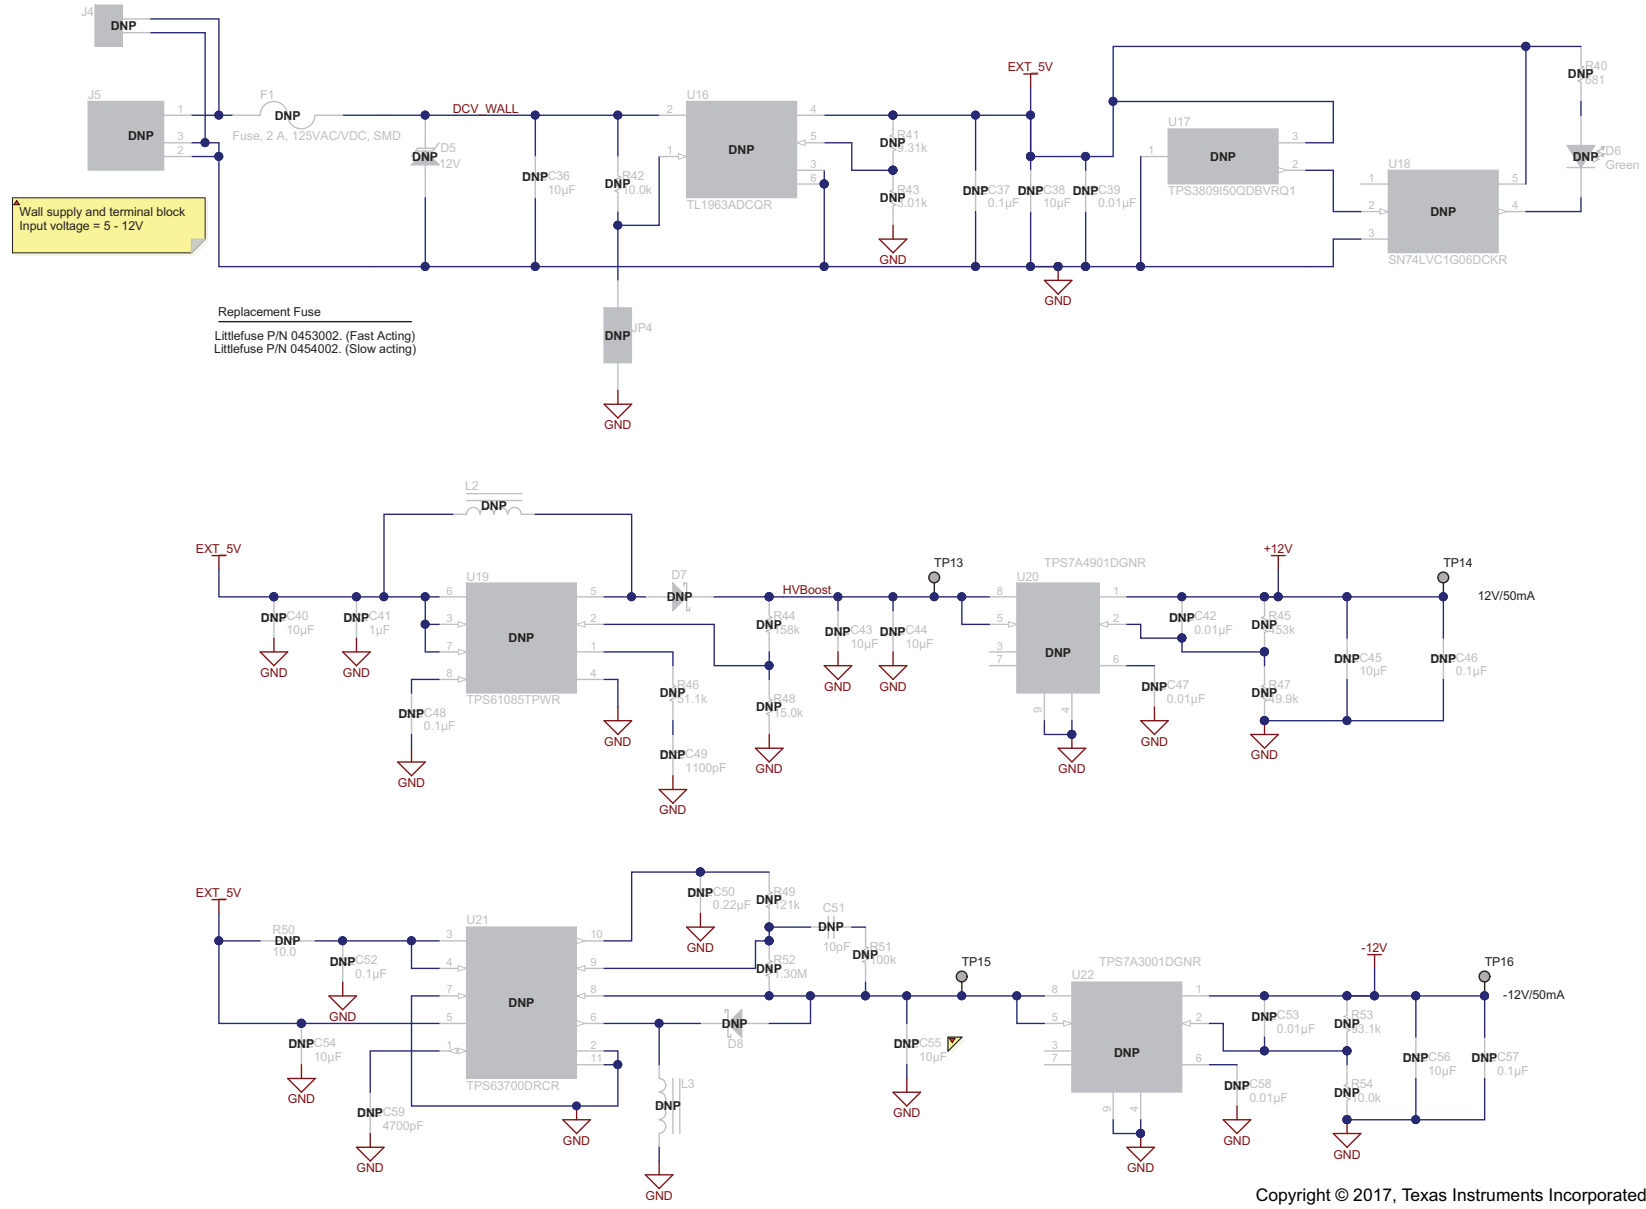 J4
DNP
J5
DNP
1
3
2
F1
DNP
Fuse, 2 A, 125VAC/VDC, SMD
DCV_WALL
DNP
D5
12V
DNP
C36
10µF
DNP
R42
10.0k
U16
DNP
TL1963ADCQR
2
1
4
5
3
6
DNP
R41
9.31k
DNP
R43
3.01k
GND
EXT_5V
DNP
C37
0.1µF
DNP
C38
10µF
DNP
C39
0.01µF
GND
U17
DNP
TPS3809I50QDBVRQ1
1
3
2
U18
DNP
SN74LVC1G06DCKR
1
2
3
5
4
DNP
R40
681
DNP
D6
Green
Wall supply and terminal block
Input voltage = 5 - 12V
Replacement Fuse
Littlefuse P/N 0453002. (Fast Acting)
Littlefuse P/N 0454002. (Slow acting)
DNP
JP4
GND
L2
DNP
EXT_5V
DNP
C40
10µF
GND
DNP
C41
1µF
GND
U19
DNP
TPS61085TPWR
6
3
7
8
5
2
1
4
DNP
C48
0.1µF
GND
GND
D7
DNP
DNP
R46
51.1k
DNP
C49
1100pF
GND
HVBoost
DNP
R44
158k
DNP
R48
15.0k
GND
DNP
C43
10µF
GND
DNP
C44
10µF
GND
TP13
TPS7A4901DGNR
U20
DNP
8
5
3
7
1
2
6
9
4
GND
DNP
C42
0.01µF
DNP
C47
0.01µF
GND
+12V
DNP
R45
453k
DNP
R47
49.9k
GND
DNP
C45
10µF
DNP
C46
0.1µF
TP14
12V/50mA
EXT_5V
R50
DNP
10.0
DNP
C52
0.1µF
GND
DNP
C54
10µF
GND
DNP
C59
4700pF
GND
U21
DNP
TPS63700DRCR
3
4
7
5
1
10
9
8
6
2
11
GND
DNP
C50
0.22µF
GND
DNP
R49
121k
DNP
R52
1.30M
C51
DNP
10pF
DNP
R51
100k
DNP
D8
DNP
L3
GND
DNP
C55
10µF
GND
TP15
TPS7A3001DGNR
U22
DNP
8
5
3
7
1
2
6
9
4
GND
DNP
C53
0.01µF
DNP
C58
0.01µF
GND
-12V
DNP
R53
93.1k
DNP
R54
10.0k
GND
DNP
C56
10µF
DNP
C57
0.1µF
TP16
-12V/50mA
Copyright © 2017, Texas Instruments Incorporated